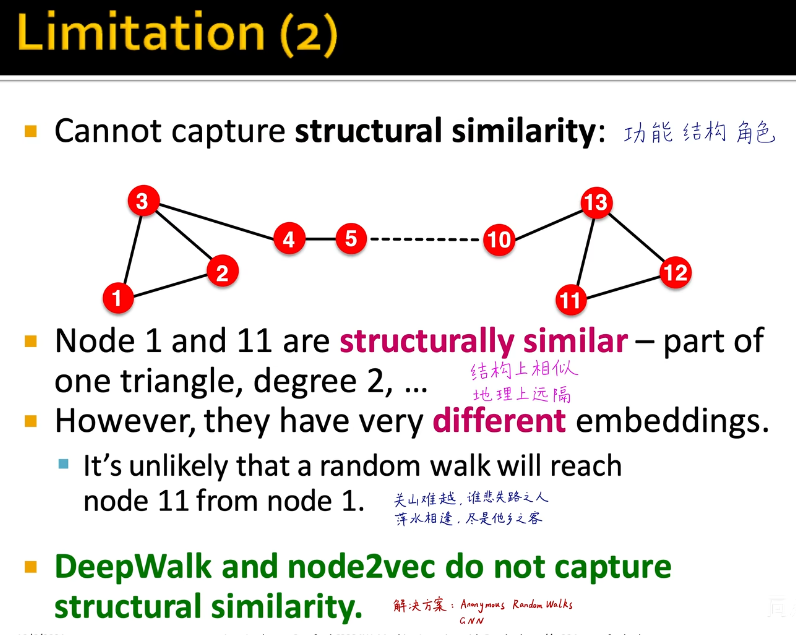 Limitation (2)
Cannot capture structural similarity: 功能 结构 角色
3
13
4
5
10
2
12
1
11
Node 1 and 11 are structurally similar – part of
one triangle, degree 2, …
结构上相似
地理上远隔
However, they have very different embeddings.
It's unlikely that a random walk will reach
node 11 from node 1.
关山难越，谁悲失路之人
萍水相逢，尽是他乡之客
DeepWalk and node2vec do not capture
structural similarity.
解决方案：Anonymous Random Walks
GNN